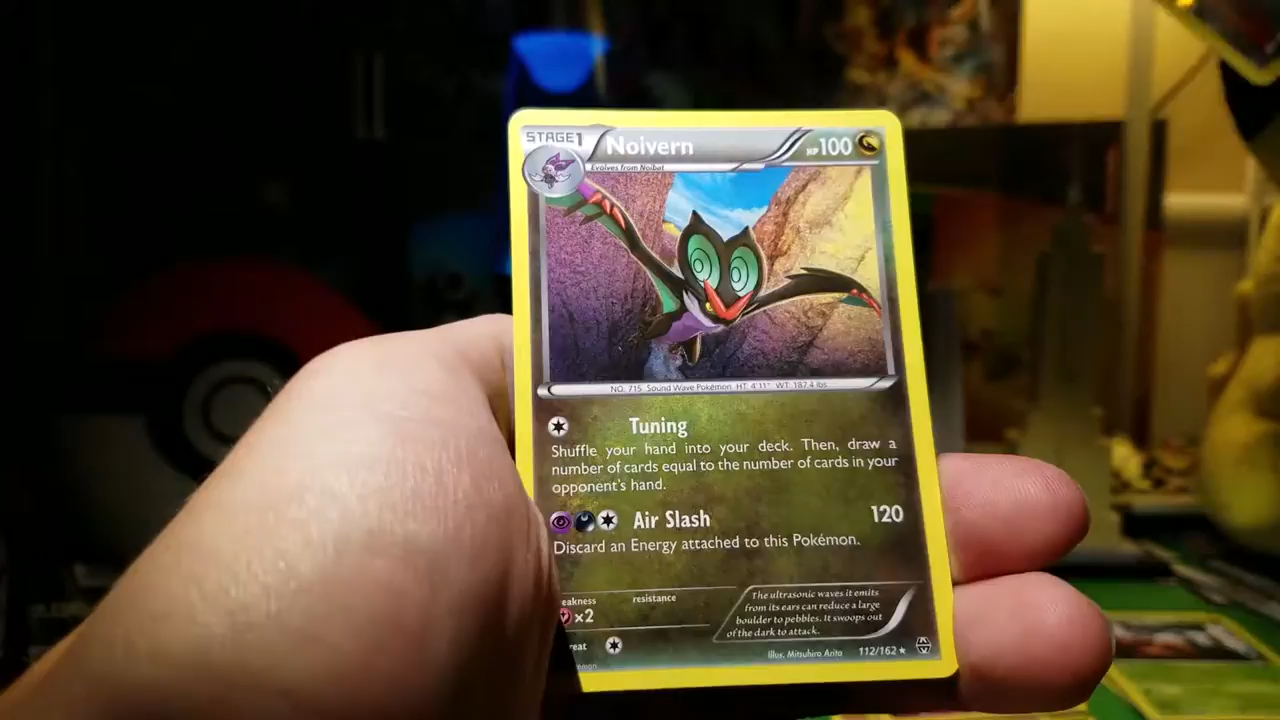 STAGE1 Noivern HP100
Evolves from Noibat
NO. 715 Sound Wave Pokémon HT: 4'11" WT: 187.4 lbs
Tuning
Shuffle your hand into your deck. Then, draw a
number of cards equal to the number of cards in your
opponent's hand.
Air Slash 120
Discard an Energy attached to this Pokémon.
eakness resistance
×2
reat
The ultrasonic waves it emits
from its ears can reduce a large
boulder to pebbles. It swoops out
of the dark to attack.
émon
Illus. Mitsuhiro Arita 112/162